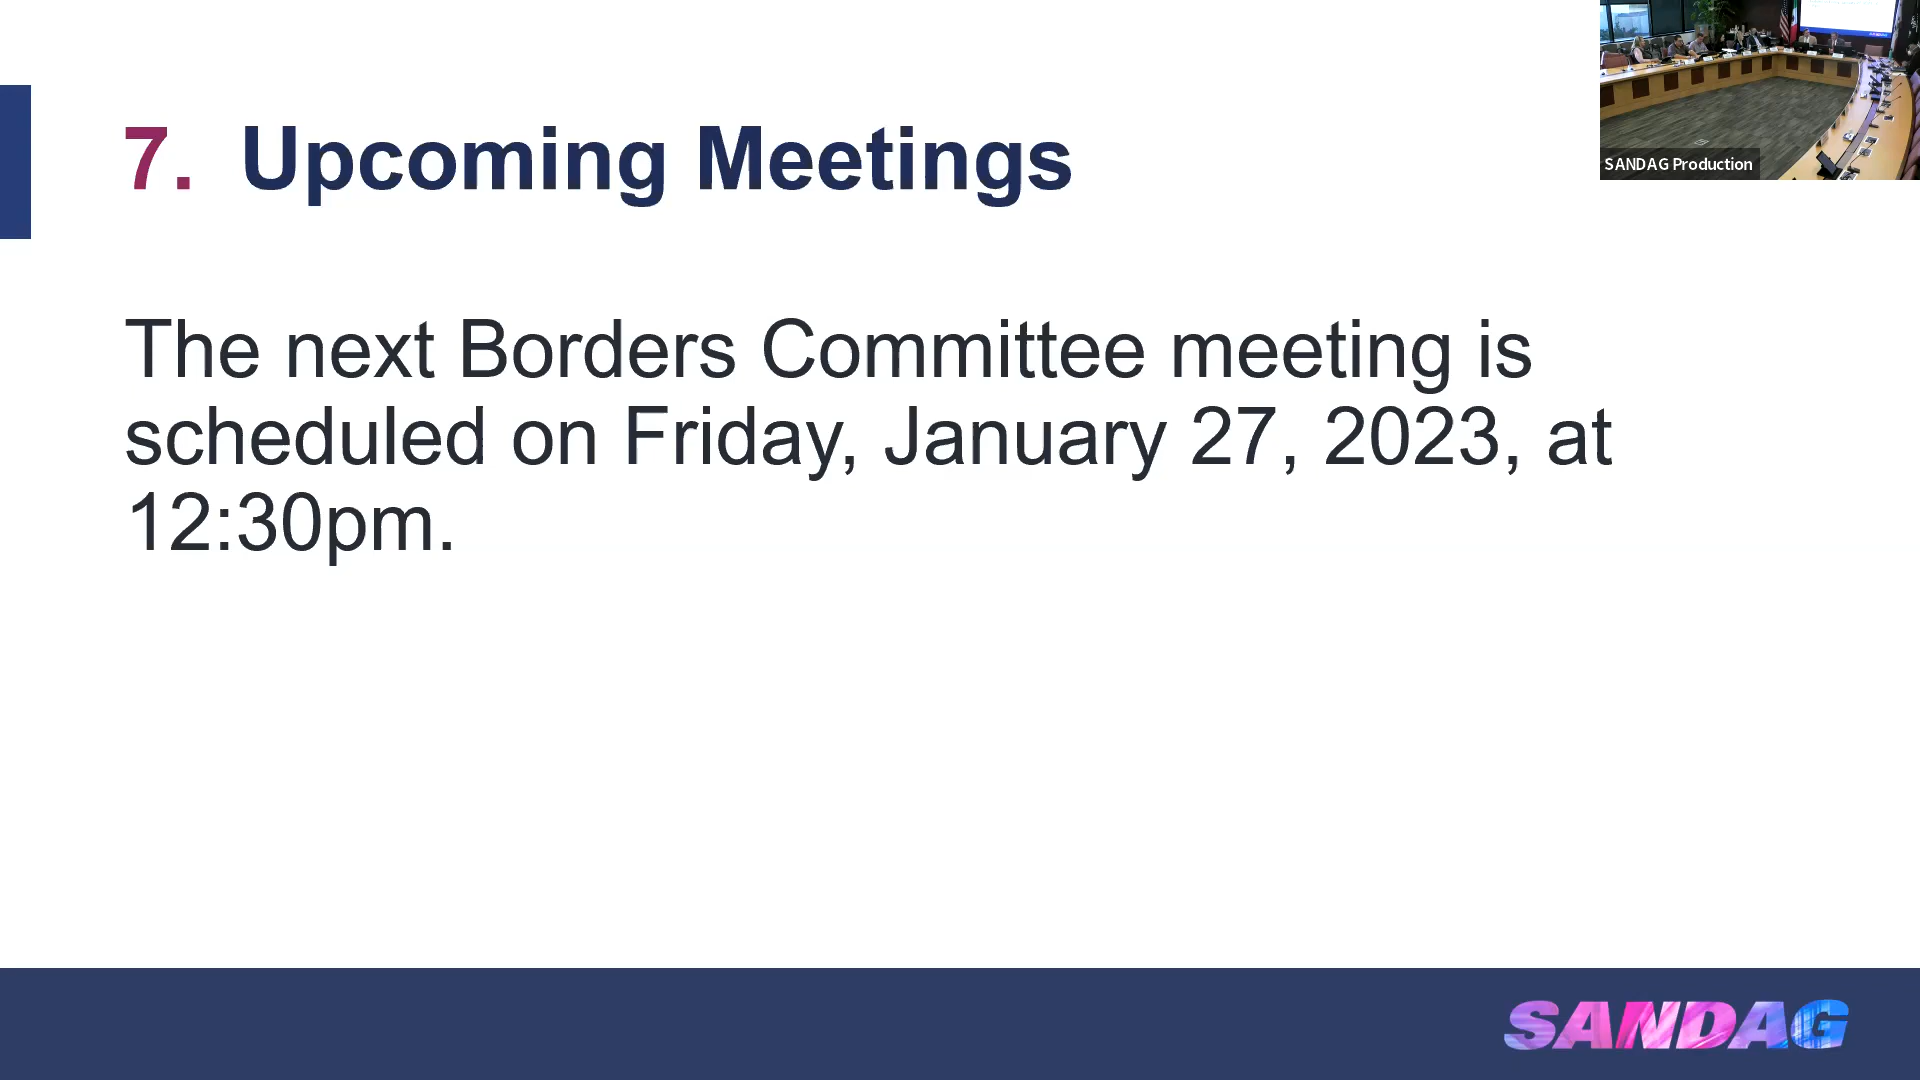 7. Upcoming Meetings
The next Borders Committee meeting is
scheduled on Friday, January 27, 2023, at
12:30pm.
SANDAG Production
SANDAG